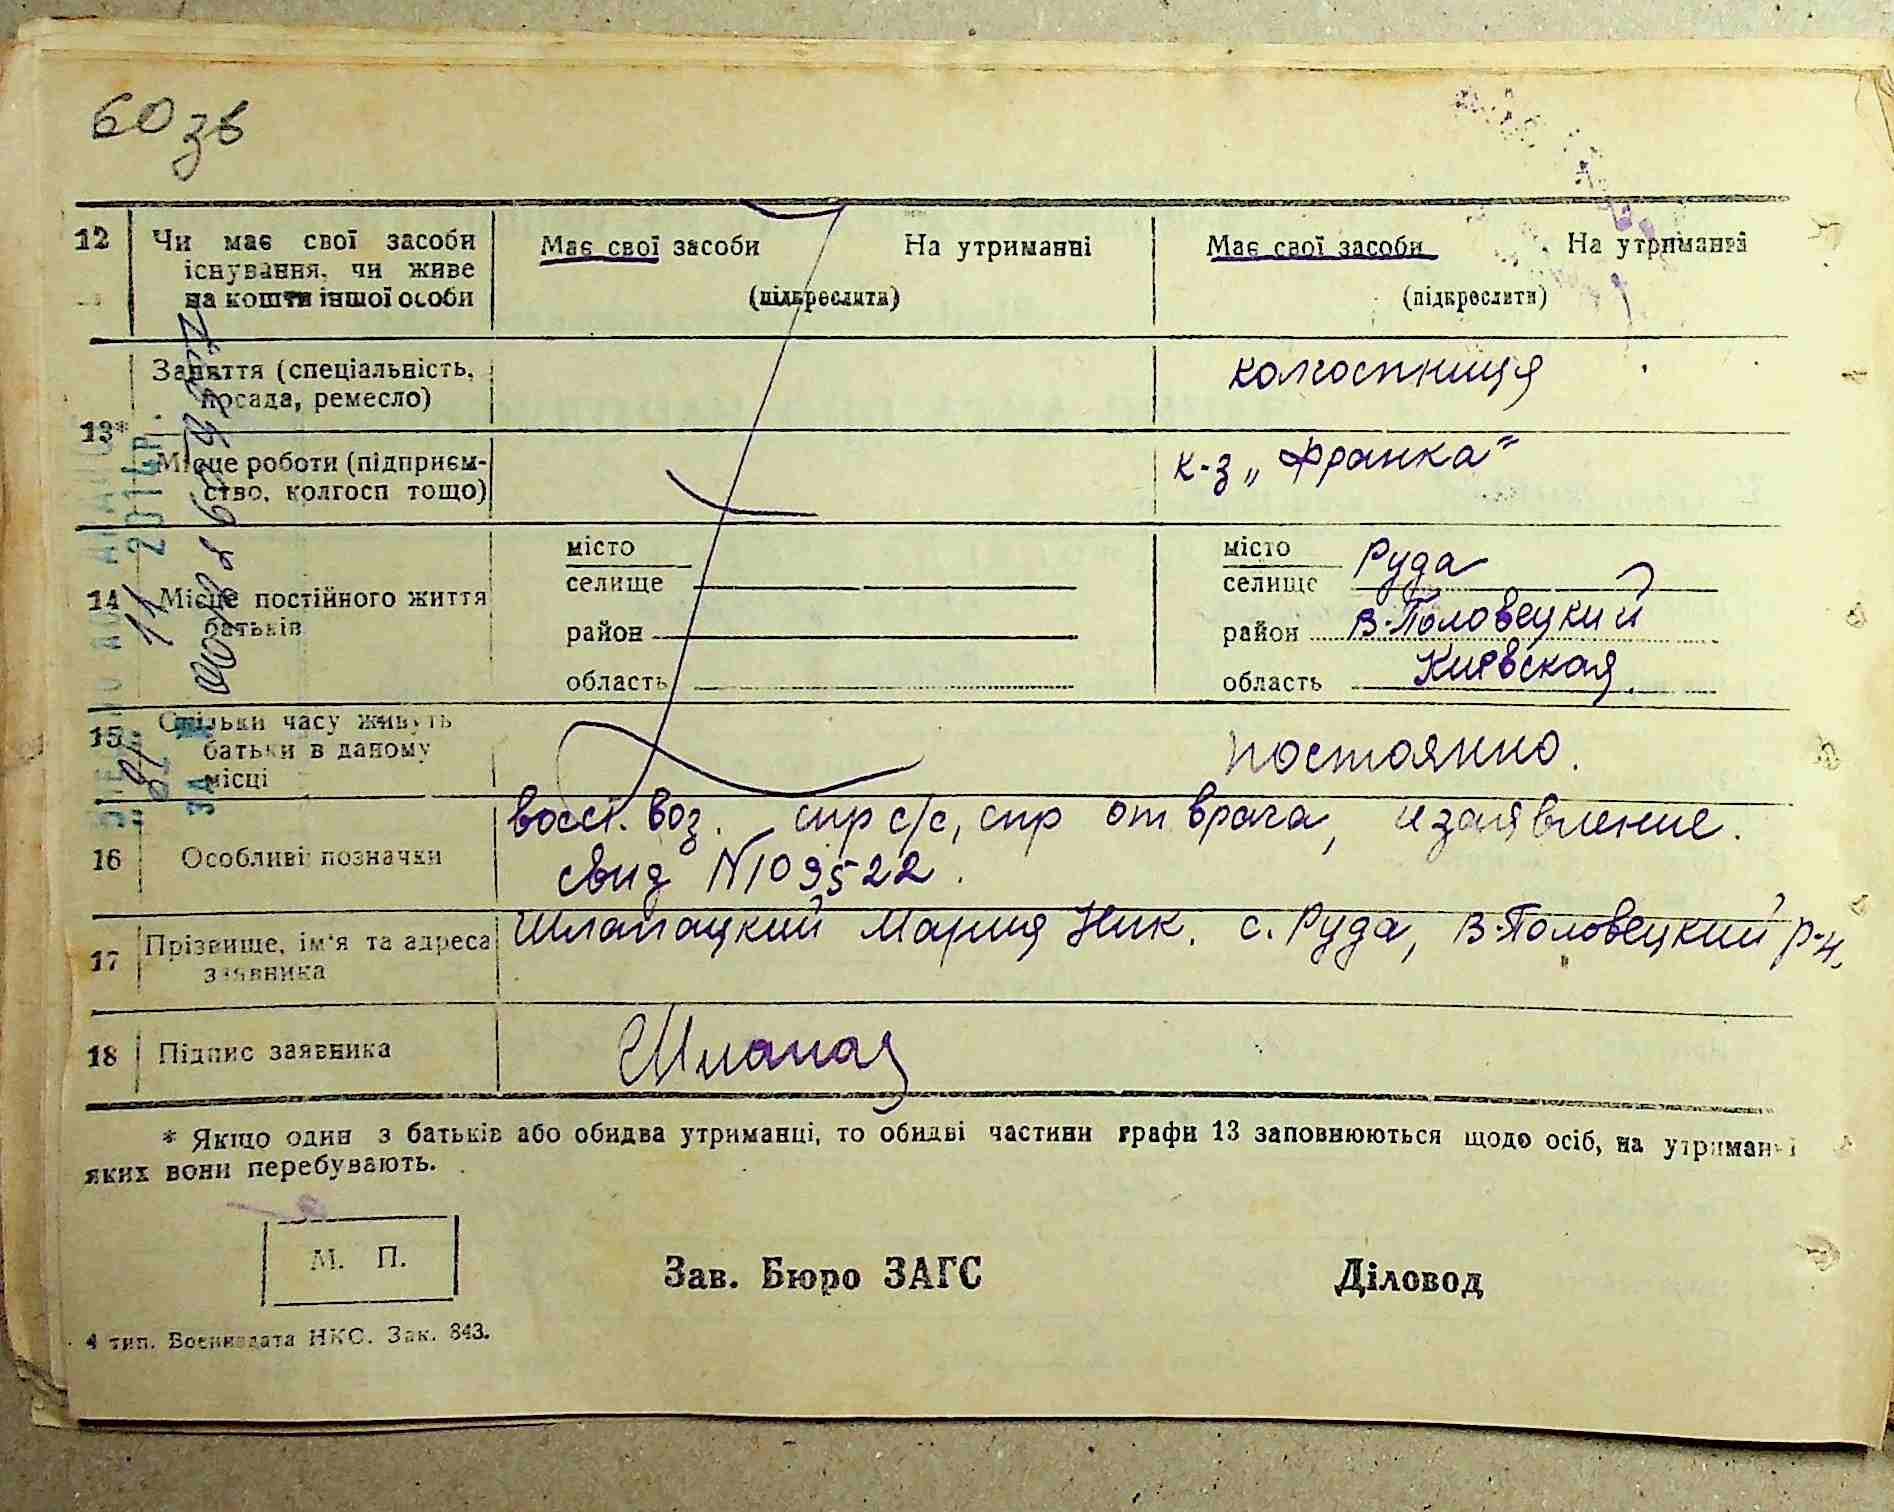 60 зв
12 Чи має свої засоби існування, чи живе на кошти іншої особи
Має свої засоби На утриманні
(підкреслити)
Має свої засоби На утриманні
(підкреслити)
13*
Заняття (спеціальність, посада, ремесло)
колгоспниця
Місце роботи (підприємство, колгосп тощо)
к-з „Франка"
14 Місце постійного життя батьків
місто
селище
район
область
місто
селище Руда
район В-Половецкий
область Киевская
15 Скільки часу живуть батьки в даному місці
постоянно.
16 Особливі позначки
восст. воз. спр с/с, спр от врача, и заявление.
свид N109522.
17 Прізвище, ім'я та адреса заявника
Шлапацкий Мария Ник. с. Руда, В-Половецкий р-н.
18 Підпис заявника
* Якщо один з батьків або обидва утриманці, то обидві частини графи 13 заповнюються щодо осіб, на утриманні
яких вони перебувають.
М. П.
Зав. Бюро ЗАГС
Діловод
4 тип. Воениздата НКО. Зак. 843.